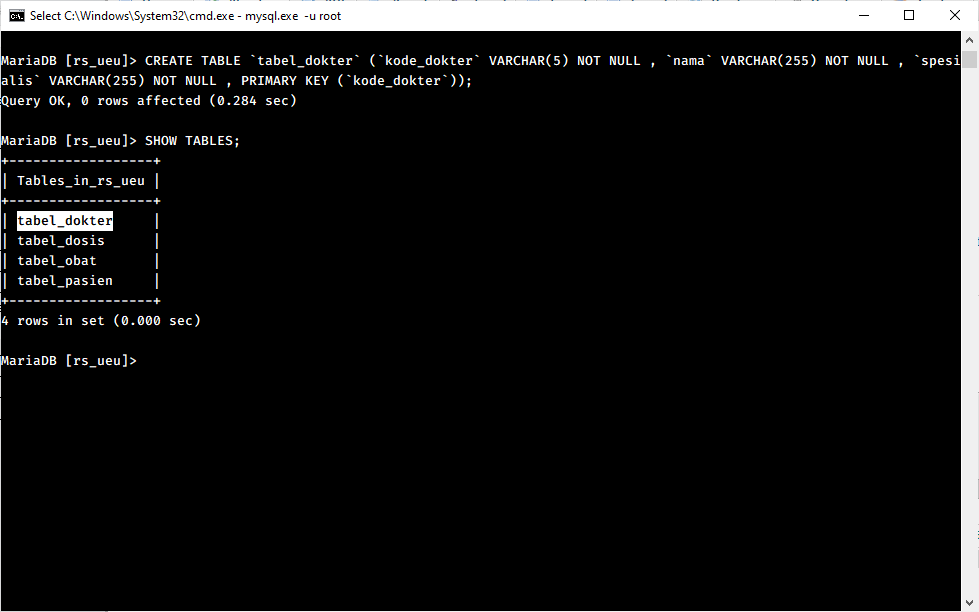 Select C:\Windows\System32\cmd.exe - mysql.exe  -u root
MariaDB [rs_ueu]> CREATE TABLE `tabel_dokter` (`kode_dokter` VARCHAR(5) NOT NULL , `nama` VARCHAR(255) NOT NULL , `spesi
alis` VARCHAR(255) NOT NULL , PRIMARY KEY (`kode_dokter`));
Query OK, 0 rows affected (0.284 sec)
MariaDB [rs_ueu]> SHOW TABLES;
+------------------+
| Tables_in_rs_ueu |
+------------------+
| tabel_dokter     |
| tabel_dosis      |
| tabel_obat       |
| tabel_pasien     |
+------------------+
4 rows in set (0.000 sec)
MariaDB [rs_ueu]>